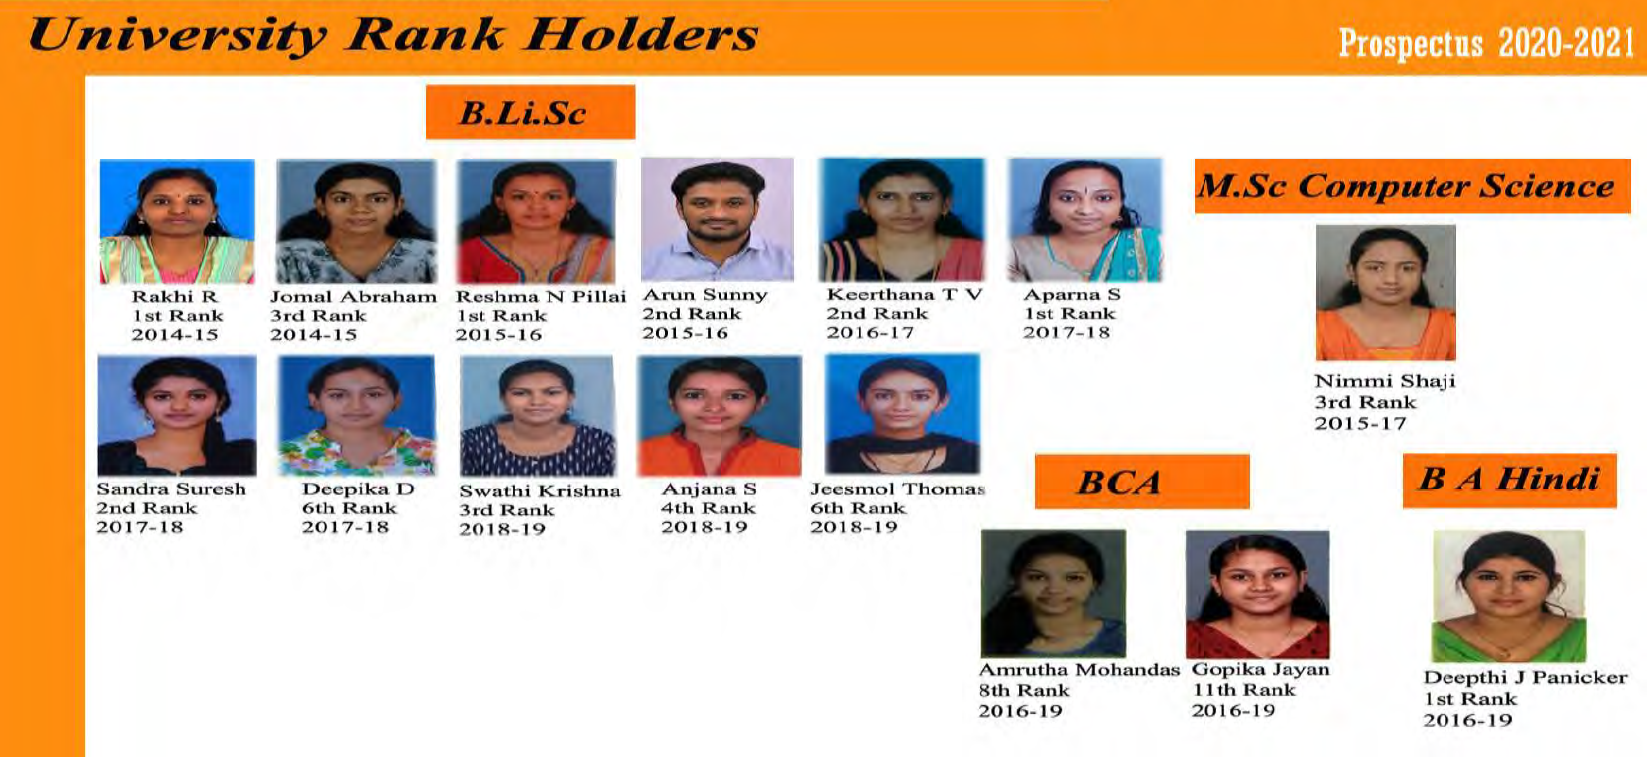 University Rank Holders
Prospectus 2020-2021
B.Li.Sc
Rakhi R
1st Rank
2014-15
Jomal Abraham
3rd Rank
2014-15
Reshma N Pillai
1st Rank
2015-16
Arun Sunny
2nd Rank
2015-16
Keerthana T V
2nd Rank
2016-17
Aparna S
1st Rank
2017-18
Sandra Suresh
2nd Rank
2017-18
Deepika D
6th Rank
2017-18
Swathi Krishna
3rd Rank
2018-19
Anjana S
4th Rank
2018-19
Jeesmol Thomas
6th Rank
2018-19
M.Sc Computer Science
Nimmi Shaji
3rd Rank
2015-17
BCA
Amrutha Mohandas
8th Rank
2016-19
Gopika Jayan
11th Rank
2016-19
B A Hindi
Deepthi J Panicker
1st Rank
2016-19